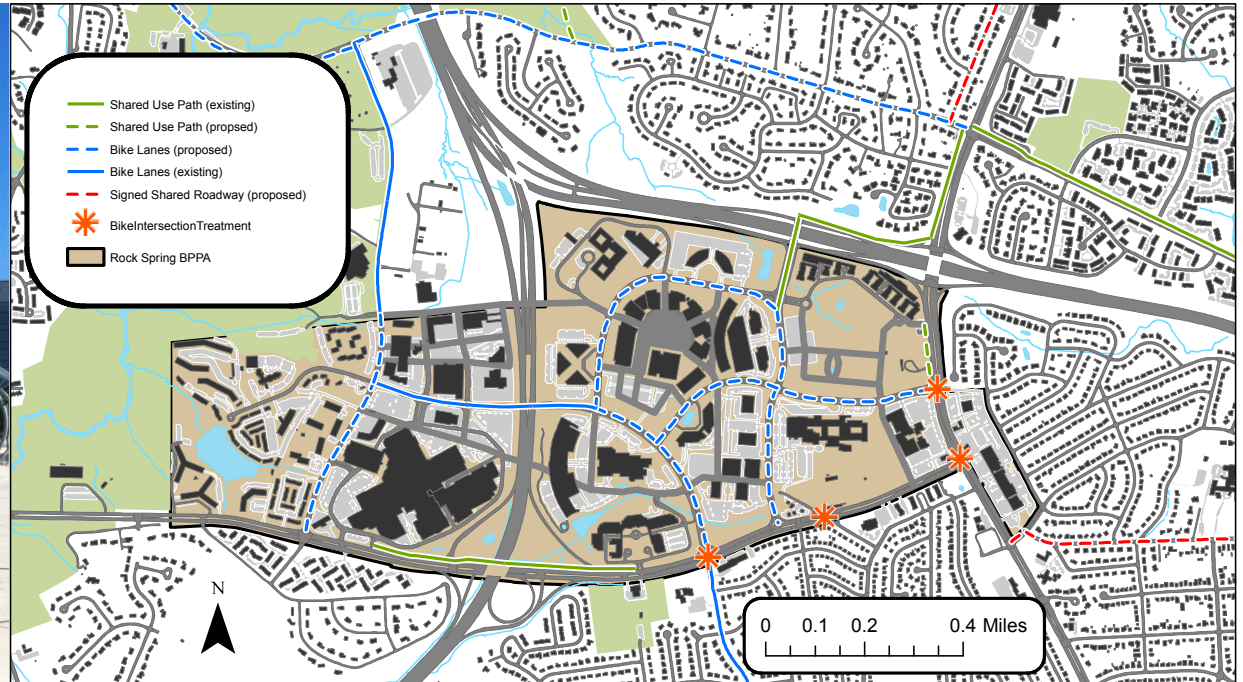 Shared Use Path (existing)
Shared Use Path (propsed)
Bike Lanes (proposed)
Bike Lanes (existing)
Signed Shared Roadway (proposed)
BikeIntersectionTreatment
Rock Spring BPPA
N
0 0.1 0.2 0.4 Miles